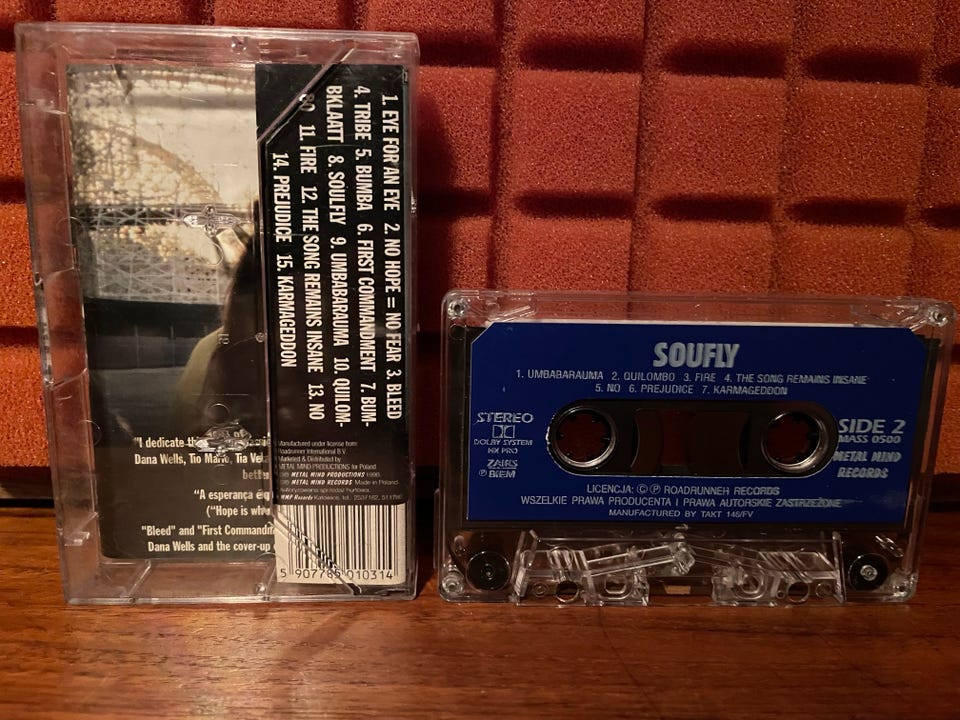 1. EYE FOR AN EYE 2. NO HOPE = NO FEAR 3. BLEED
4. TRIBE 5. BUMBA 6. FIRST COMMANDMENT 7. BUM-
BKLAATT 8. SOULFLY 9. UMBABARAUMA 10. QUILOM-
BO 11. FIRE 12. THE SONG REMAINS INSANE 13. NO
14. PREJUDICE 15. KARMAGEDDON
"I dedicate
Dana Wells, Tio Mario, Tia
"A esperança
("Hope is
"Bleed" and "First
Dana Wells and the cover-up
Manufactured under license from:
Roadrunner International B.V.
Marketed & Distributed by
METAL MIND PRODUCTIONS for Poland
METAL MIND PRODUCTIONS 1998.
METAL MIND RECORDS Made in Poland.
5 907785 010314
SOUFLY
1. UMBABARAUMA 2. QUILOMBO 3. FIRE 4. THE SONG REMAINS INSANE
5. NO 6. PREJUDICE 7. KARMAGEDDON
STEREO
DOLBY SYSTEM
HX PRO
ZAIKS
BIEM
SIDE 2
MASS 0500
METAL MIND
RECORDS
LICENCJA: © ℗ ROADRUNNER RECORDS
WSZELKIE PRAWA PRODUCENTA I PRAWA AUTORSKIE ZASTRZEŻONE
MANUFACTURED BY TAKT 146/FV